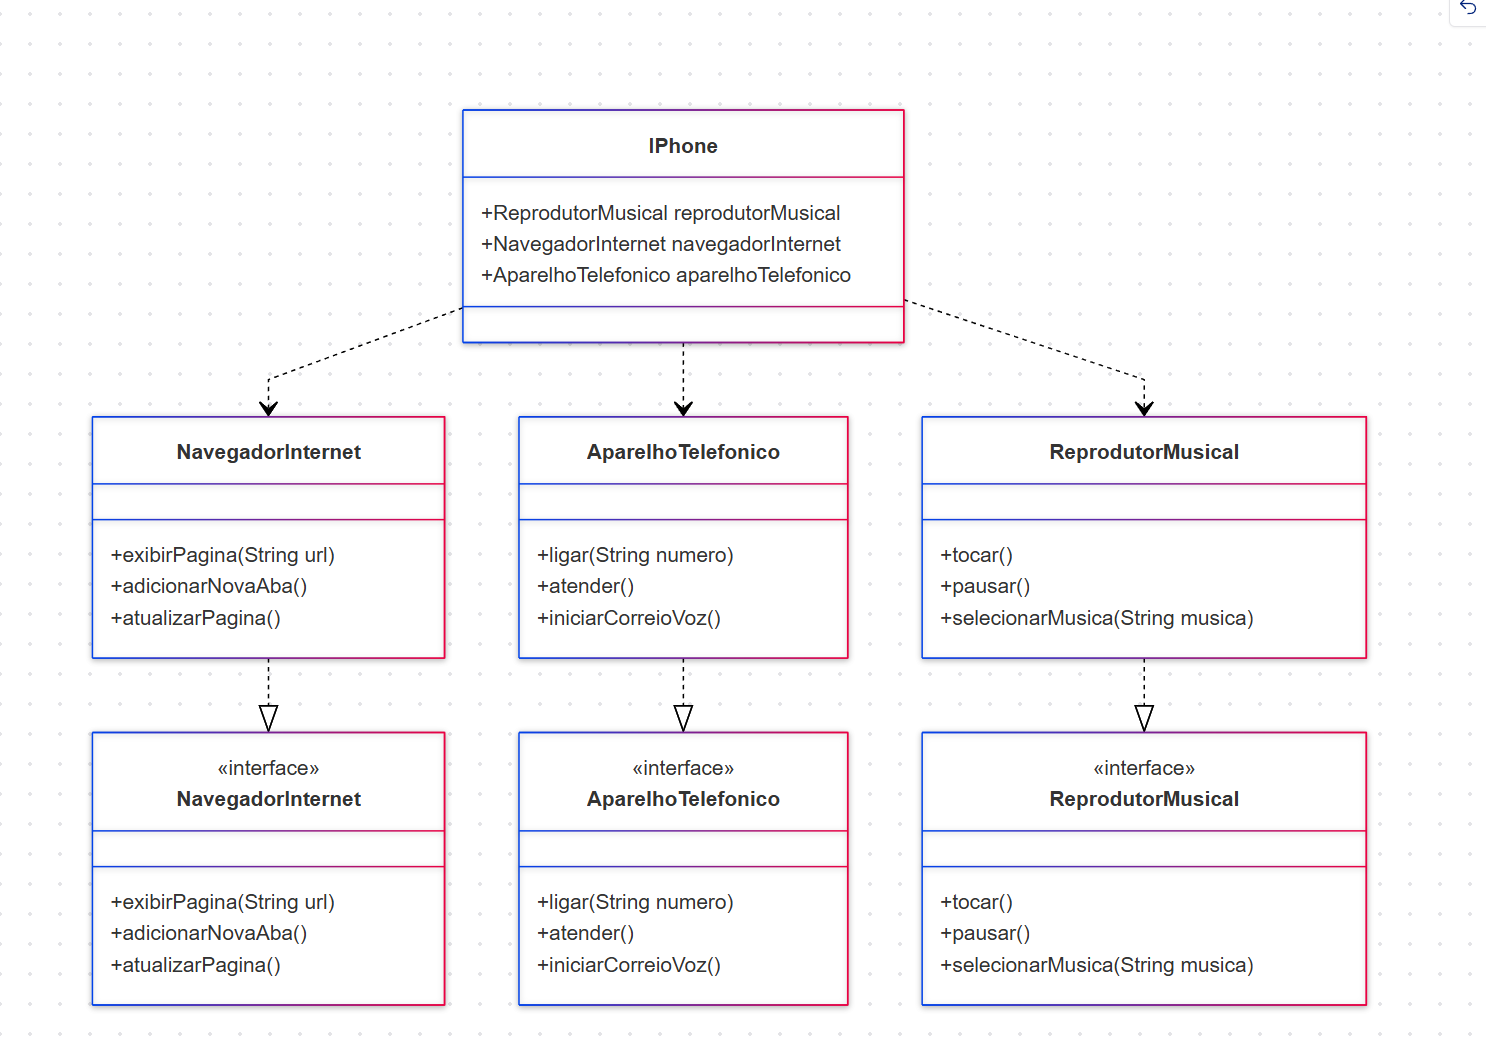 IPhone
+ReprodutorMusical reprodutorMusical
+NavegadorInternet navegadorInternet
+AparelhoTelefonico aparelhoTelefonico
NavegadorInternet
+exibirPagina(String url)
+adicionarNovaAba()
+atualizarPagina()
AparelhoTelefonico
+ligar(String numero)
+atender()
+iniciarCorreioVoz()
ReprodutorMusical
+tocar()
+pausar()
+selecionarMusica(String musica)
«interface»
NavegadorInternet
+exibirPagina(String url)
+adicionarNovaAba()
+atualizarPagina()
«interface»
AparelhoTelefonico
+ligar(String numero)
+atender()
+iniciarCorreioVoz()
«interface»
ReprodutorMusical
+tocar()
+pausar()
+selecionarMusica(String musica)